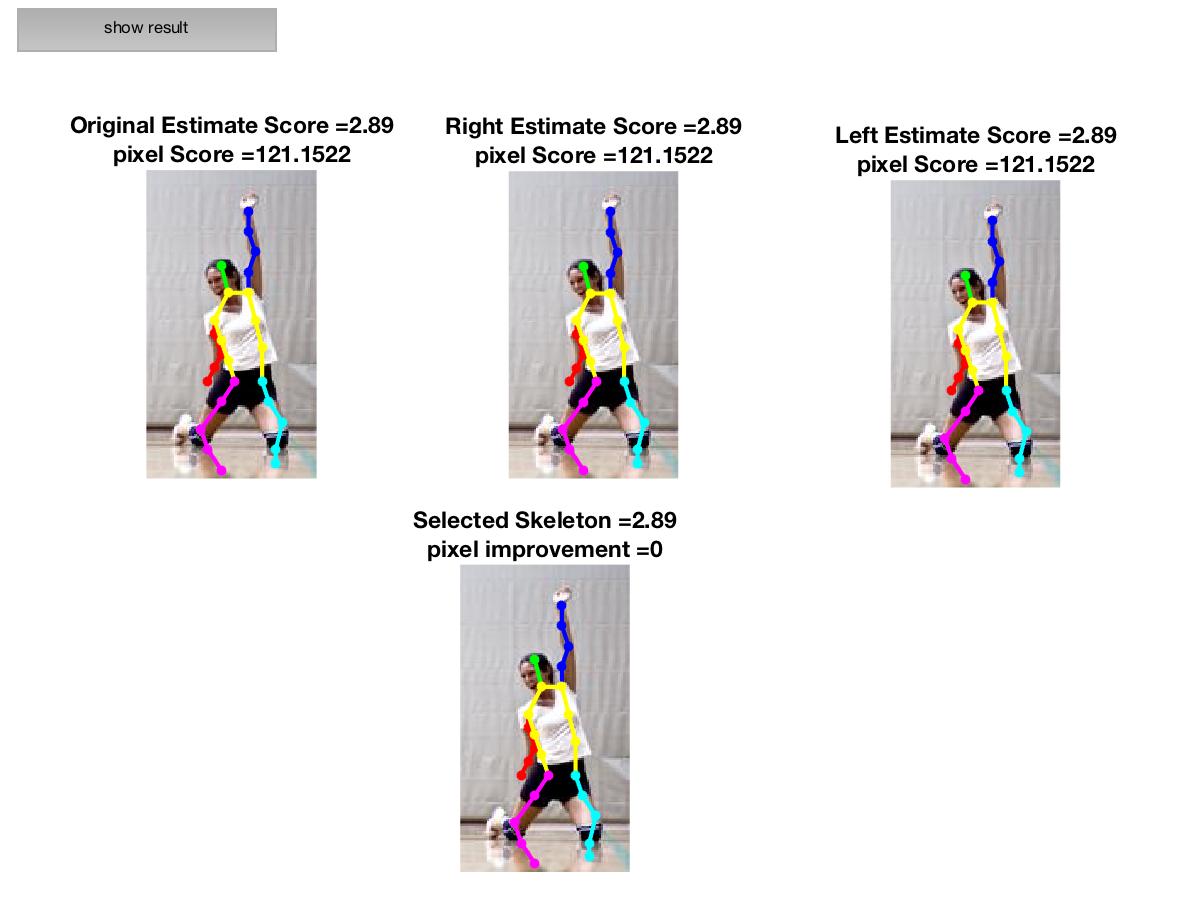 show result
Original Estimate Score =2.89
pixel Score =121.1522
Right Estimate Score =2.89
pixel Score =121.1522
Left Estimate Score =2.89
pixel Score =121.1522
Selected Skeleton =2.89
pixel improvement =0